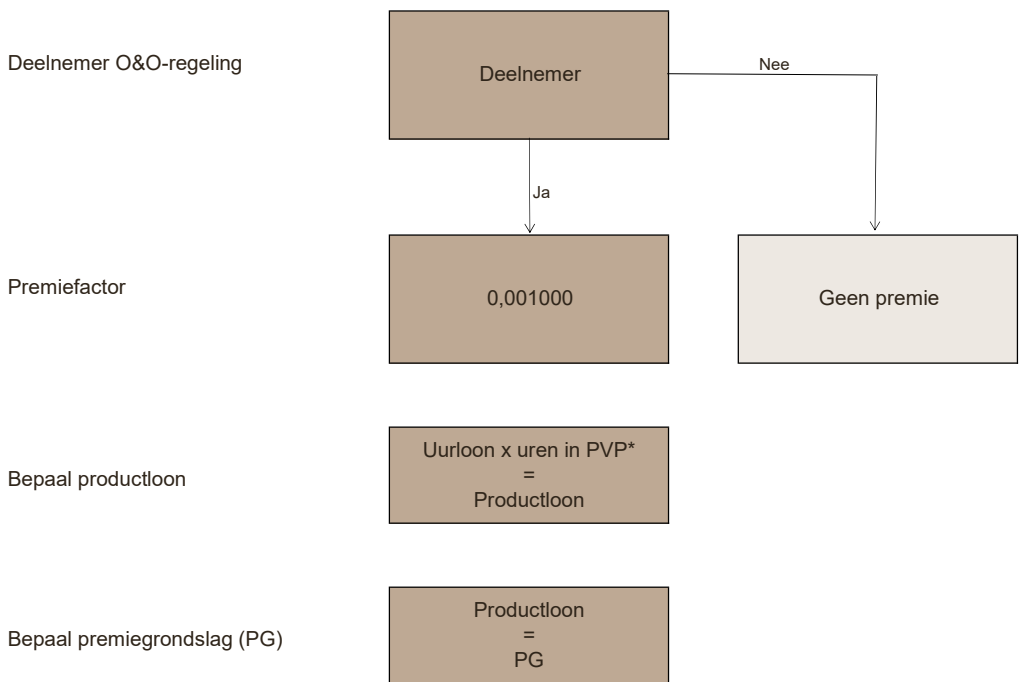 Deelnemer O&O-regeling
Deelnemer
Nee
Ja
Premiefactor
0,001000
Geen premie
Bepaal productloon
Uurloon x uren in PVP*
=
Productloon
Bepaal premiegrondslag (PG)
Productloon
=
PG